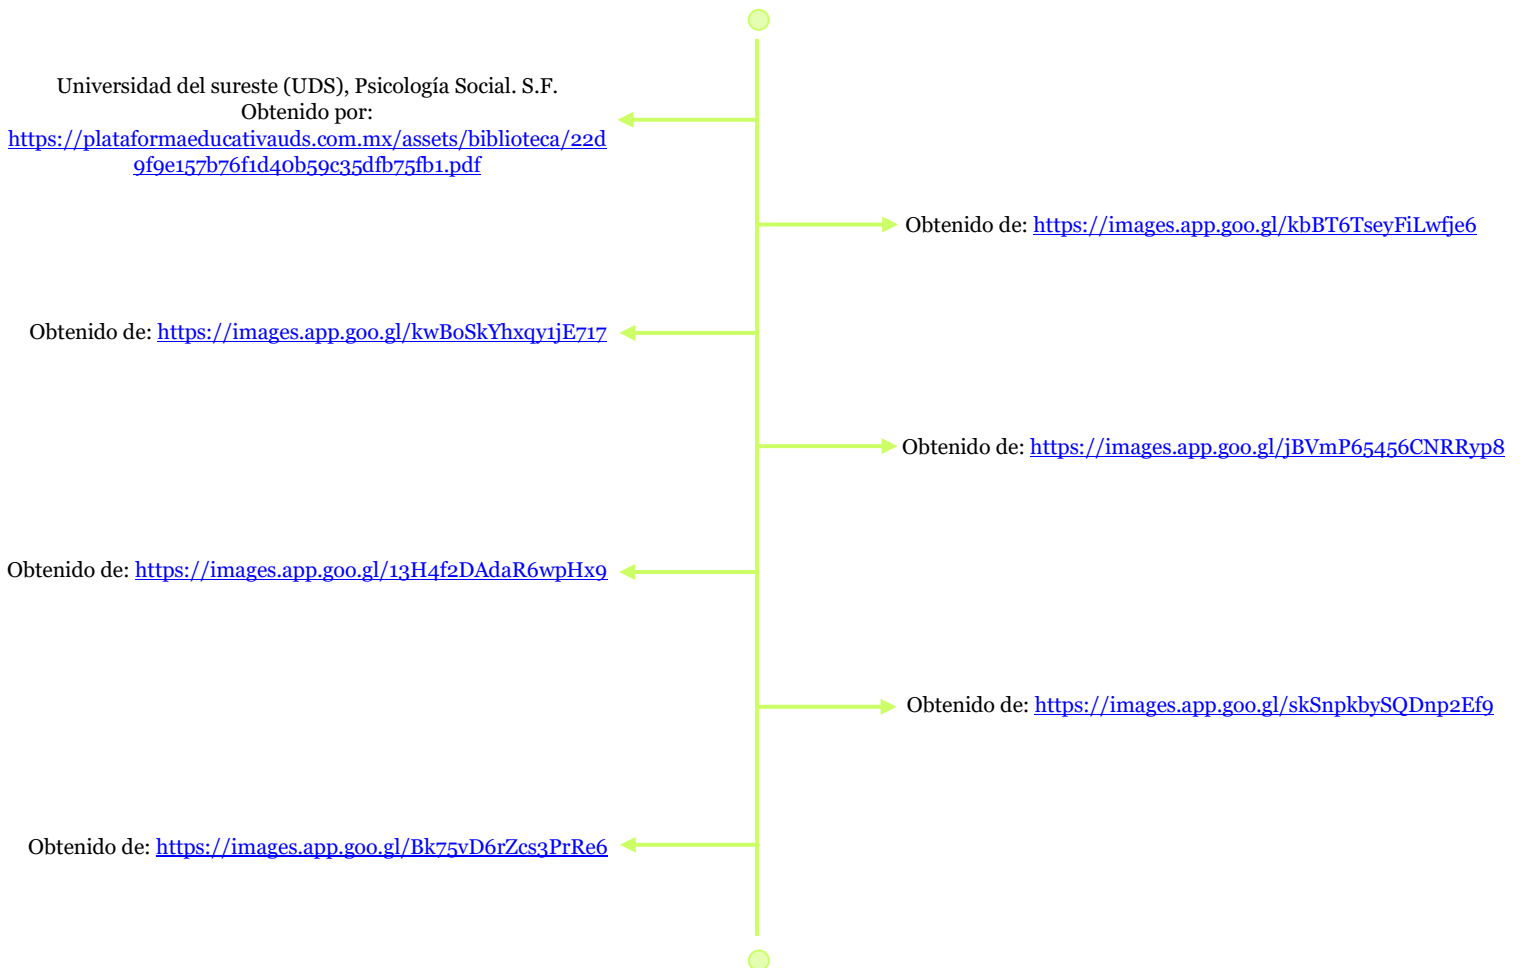 Universidad del sureste (UDS), Psicología Social. S.F.
Obtenido por:
https://plataformaeducativauds.com.mx/assets/biblioteca/22d
9f9e157b76f1d40b59c35dfb75fb1.pdf
Obtenido de: https://images.app.goo.gl/kbBT6TseyFiLwfje6
Obtenido de: https://images.app.goo.gl/kwBoSkYhxqy1jE717
Obtenido de: https://images.app.goo.gl/jBVmP65456CNRRyp8
Obtenido de: https://images.app.goo.gl/13H4f2DAdaR6wpHx9
Obtenido de: https://images.app.goo.gl/skSnpkbySQDnp2Ef9
Obtenido de: https://images.app.goo.gl/Bk75vD6rZcs3PrRe6